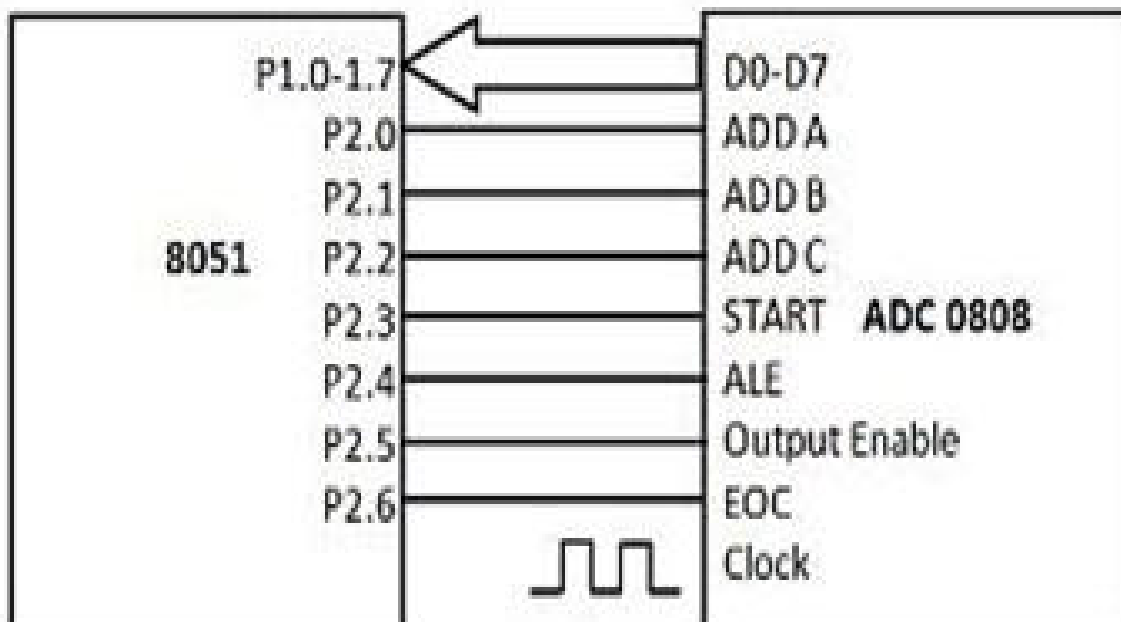 P1.0-1.7 D0-D7
P2.0 ADD A
P2.1 ADD B
8051 P2.2 ADD C
P2.3 START ADC 0808
P2.4 ALE
P2.5 Output Enable
P2.6 EOC
Clock